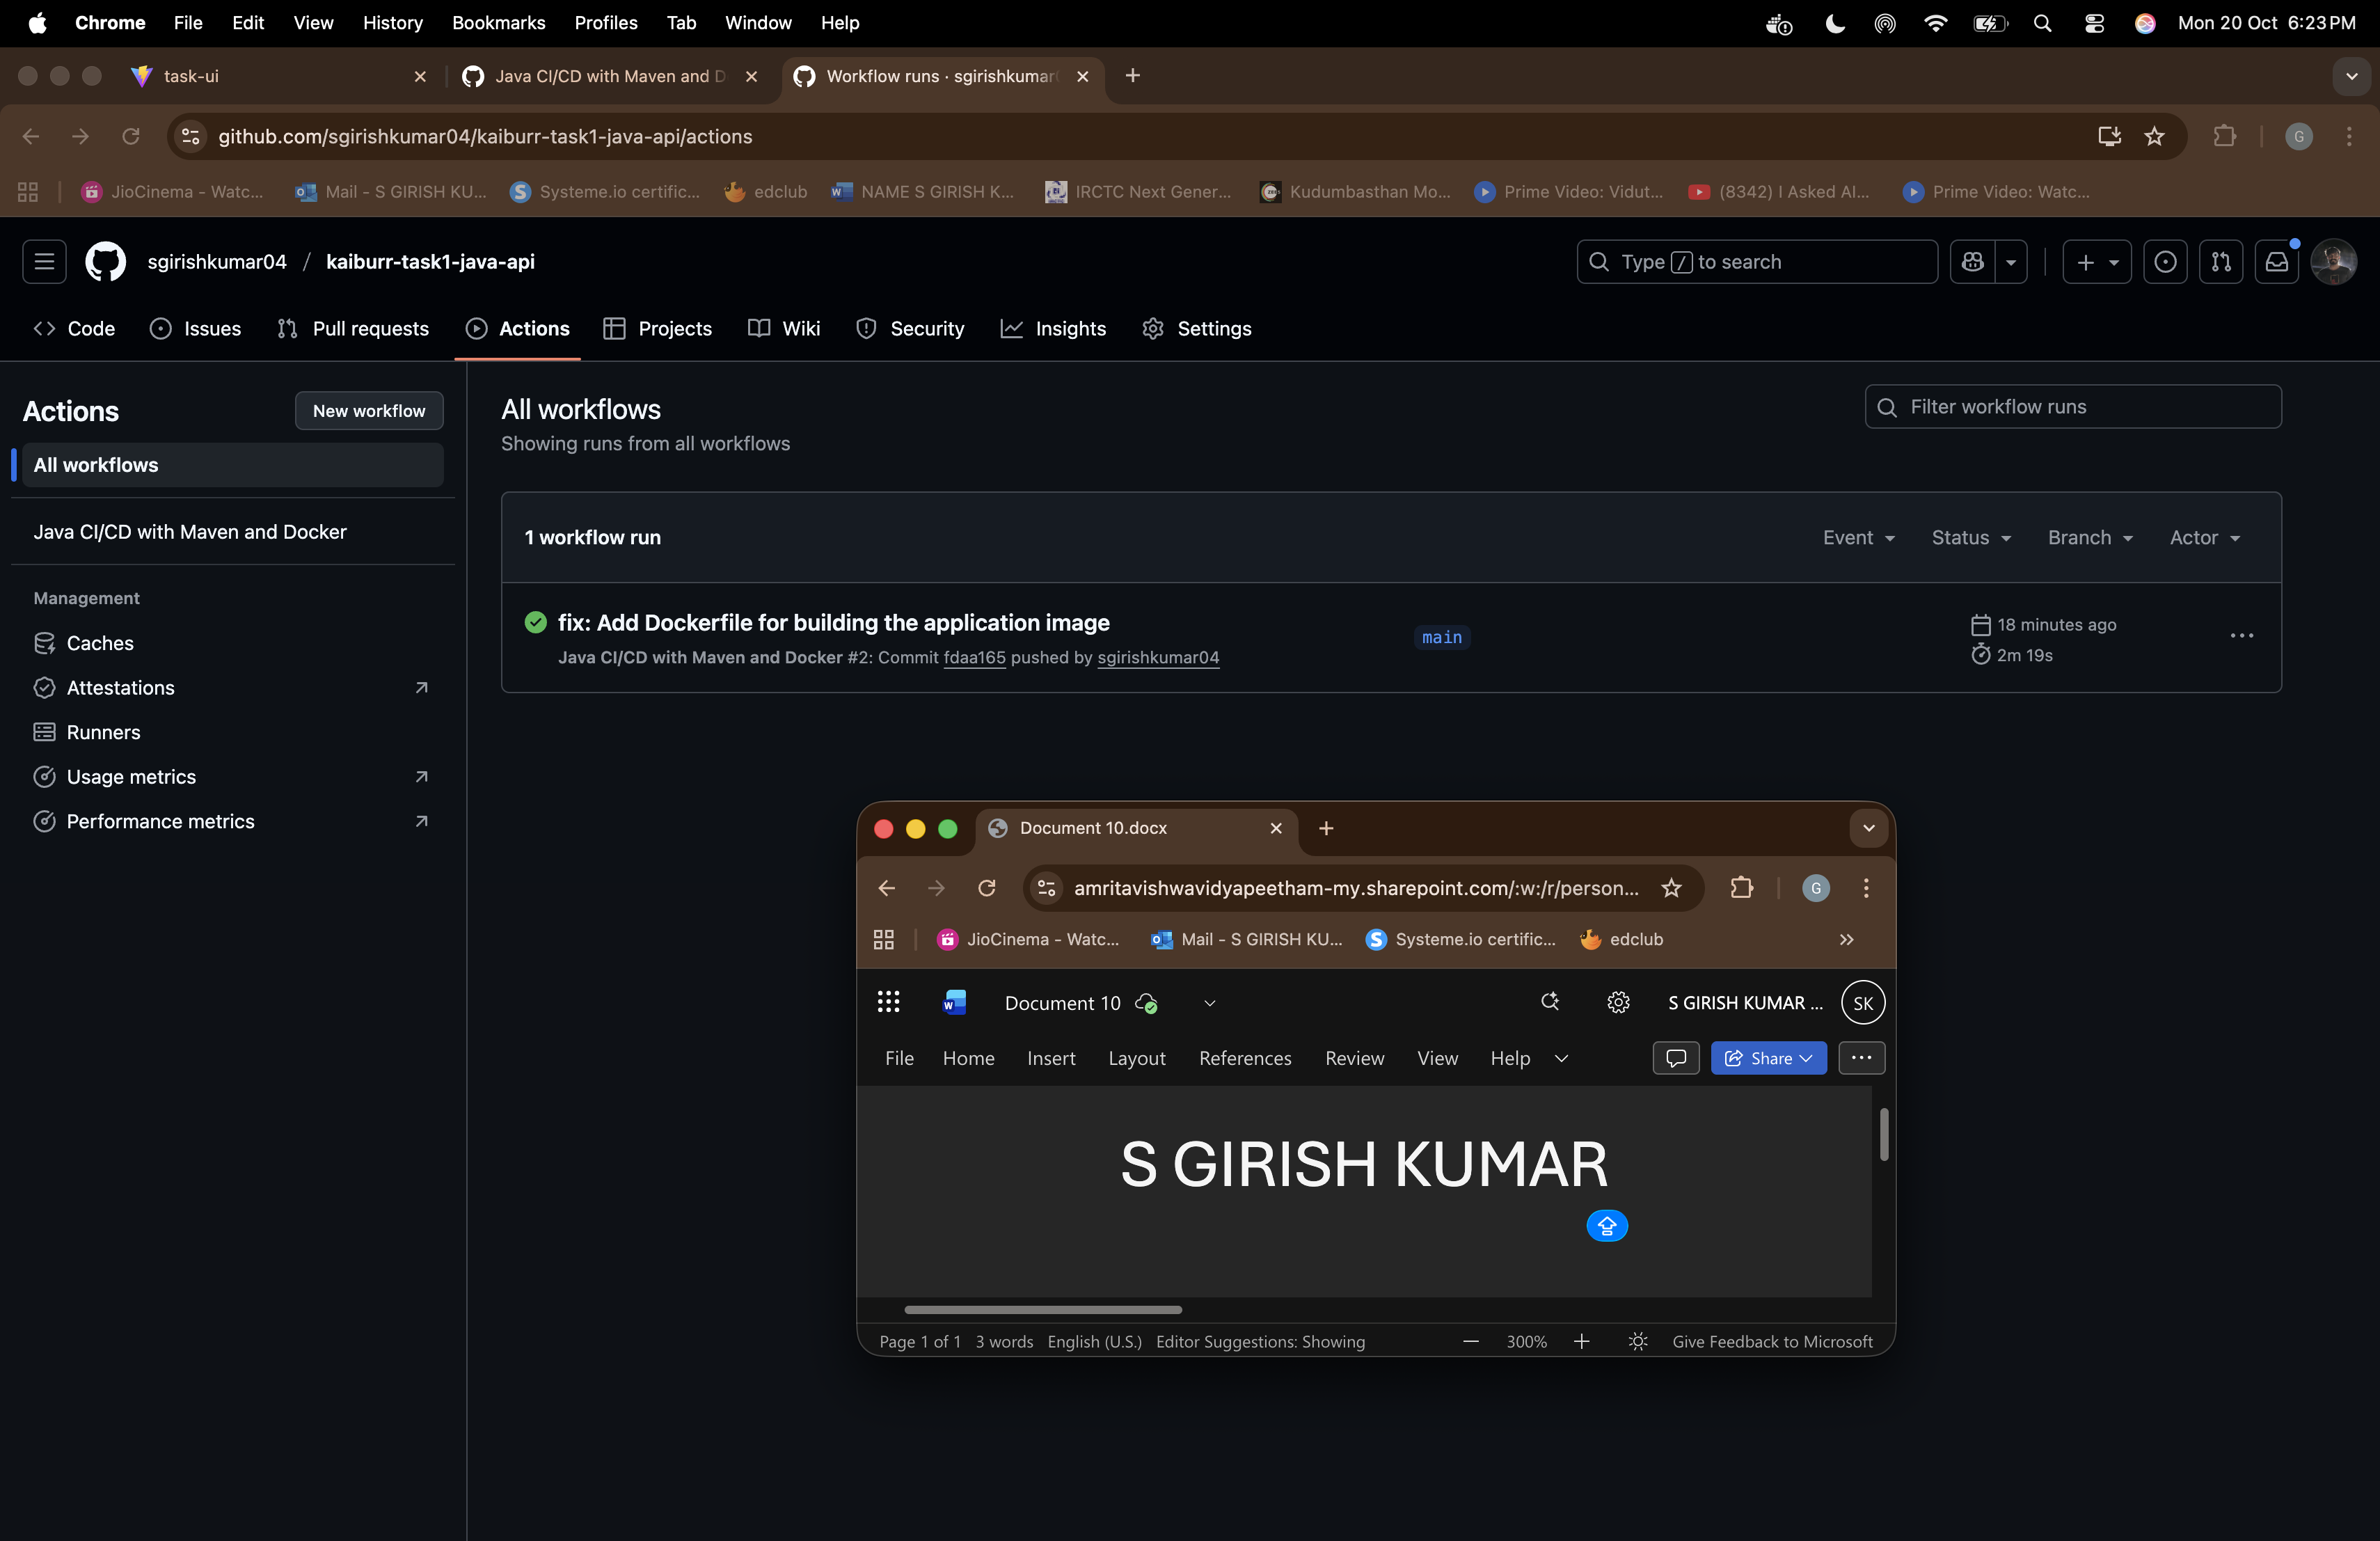 Chrome File Edit View History Bookmarks Profiles Tab Window Help Mon 20 Oct 6:23 PM
task-ui Java CI/CD with Maven and D Workflow runs · sgirishkumar
github.com/sgirishkumar04/kaiburr-task1-java-api/actions G
JioCinema - Watc... Mail - S GIRISH KU... Systeme.io certific... edclub NAME S GIRISH K... IRCTC Next Gener... Kudumbasthan Mo... Prime Video: Vidut... (8342) I Asked AI... Prime Video: Watc...
sgirishkumar04 / kaiburr-task1-java-api Type / to search
Code Issues Pull requests Actions Projects Wiki Security Insights Settings
Actions New workflow
All workflows
Java CI/CD with Maven and Docker
Management
Caches
Attestations
Runners
Usage metrics
Performance metrics
All workflows
Showing runs from all workflows
Filter workflow runs
1 workflow run Event Status Branch Actor
fix: Add Dockerfile for building the application image
Java CI/CD with Maven and Docker #2: Commit fdaa165 pushed by sgirishkumar04
main
18 minutes ago
2m 19s
Document 10.docx
amritavishwavidyapeetham-my.sharepoint.com/:w:/r/person... G
JioCinema - Watc... Mail - S GIRISH KU... Systeme.io certific... edclub
Document 10 S GIRISH KUMAR ... SK
File Home Insert Layout References Review View Help Share
S GIRISH KUMAR
Page 1 of 1 3 words English (U.S.) Editor Suggestions: Showing 300% Give Feedback to Microsoft